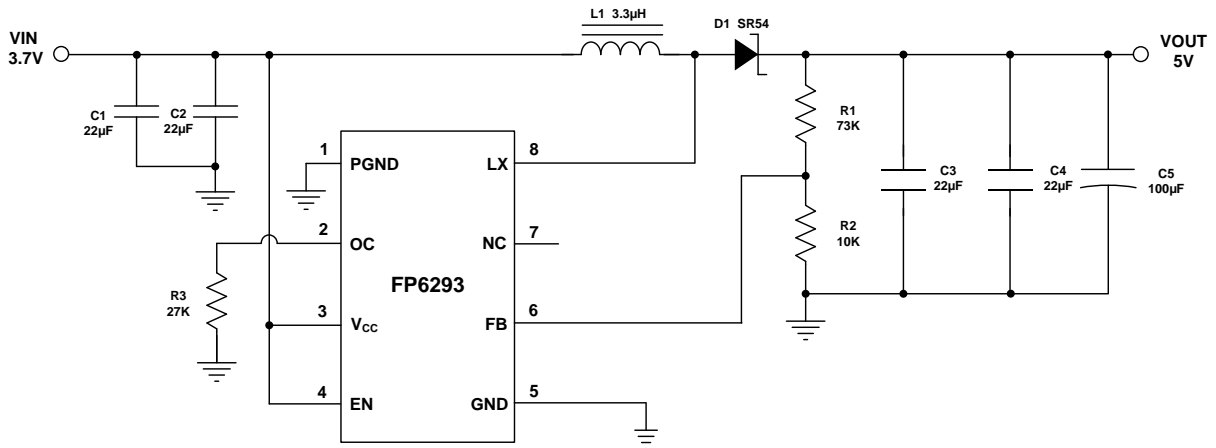 L1 3.3µH
D1 SR54
VIN
3.7V
VOUT
5V
C1
22µF
C2
22µF
R1
73K
C3
22µF
C4
22µF
C5
100µF
1
PGND
LX
8
2
OC
NC
7
R2
10K
FP6293
R3
27K
3
VCC
FB
6
4
EN
GND
5